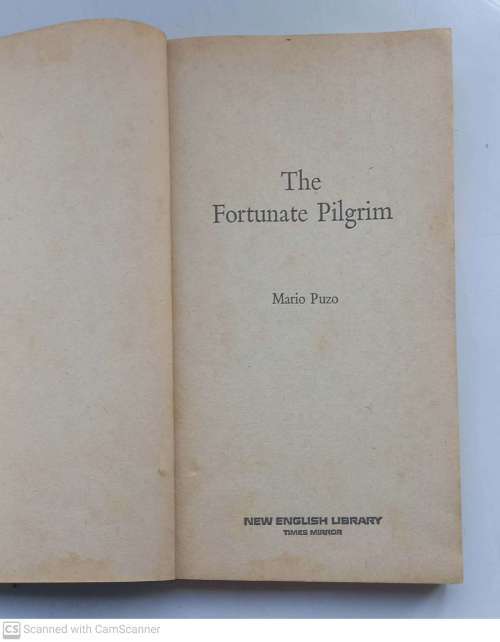 The
Fortunate Pilgrim
Mario Puzo
NEW ENGLISH LIBRARY
TIMES MIRROR
CS Scanned with CamScanner